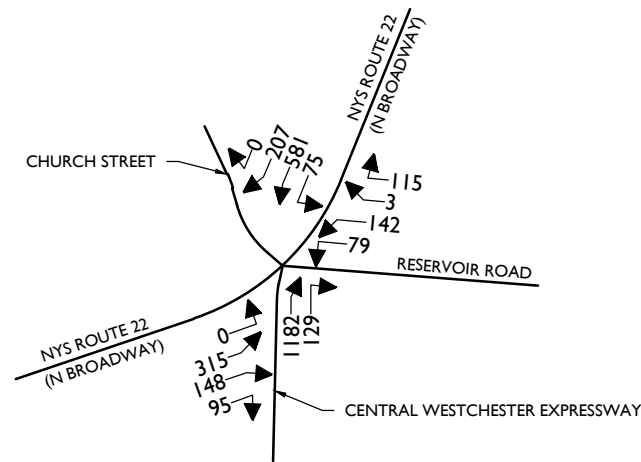 NYS ROUTE 22
(N BROADWAY)
0
207
581
75
CHURCH STREET
115
3
142
79
RESERVOIR ROAD
NYS ROUTE 22
(N BROADWAY)
0
315
148
95
1182
129
CENTRAL WESTCHESTER EXPRESSWAY